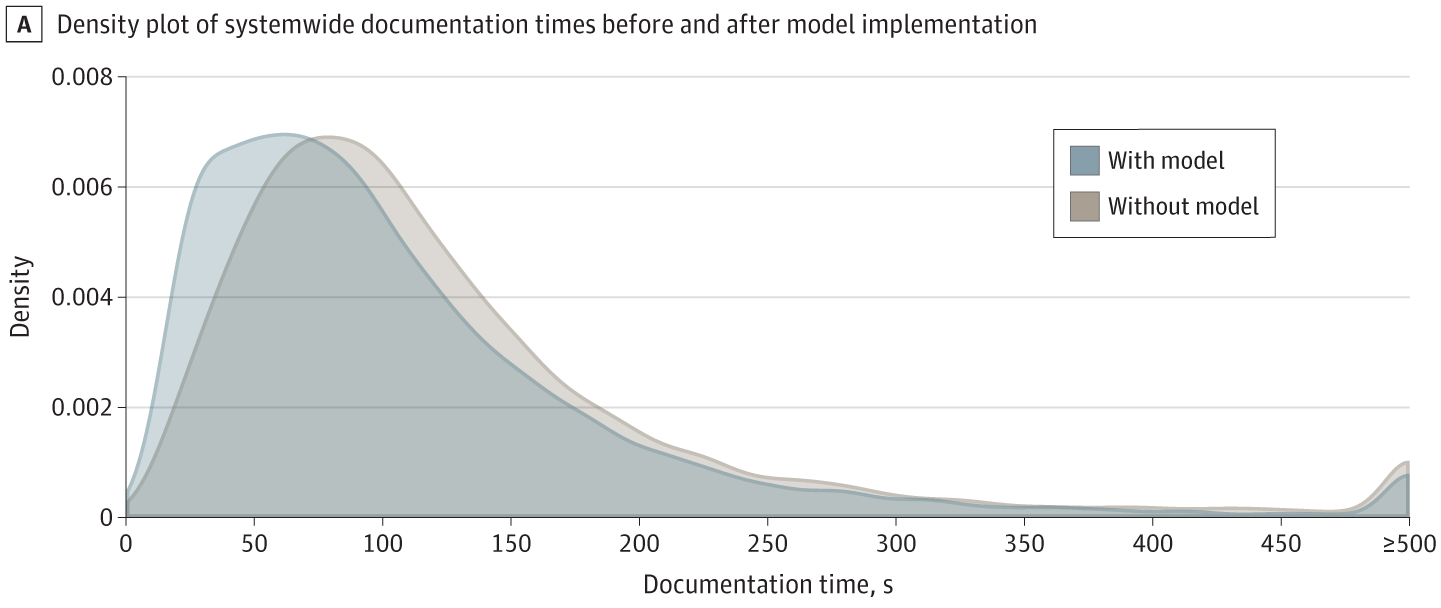 A Density plot of systemwide documentation times before and after model implementation
0.008
0.006
0.004
0.002
0
Density
With model
Without model
0 50 100 150 200 250 300 350 400 450 ≥500
Documentation time, s